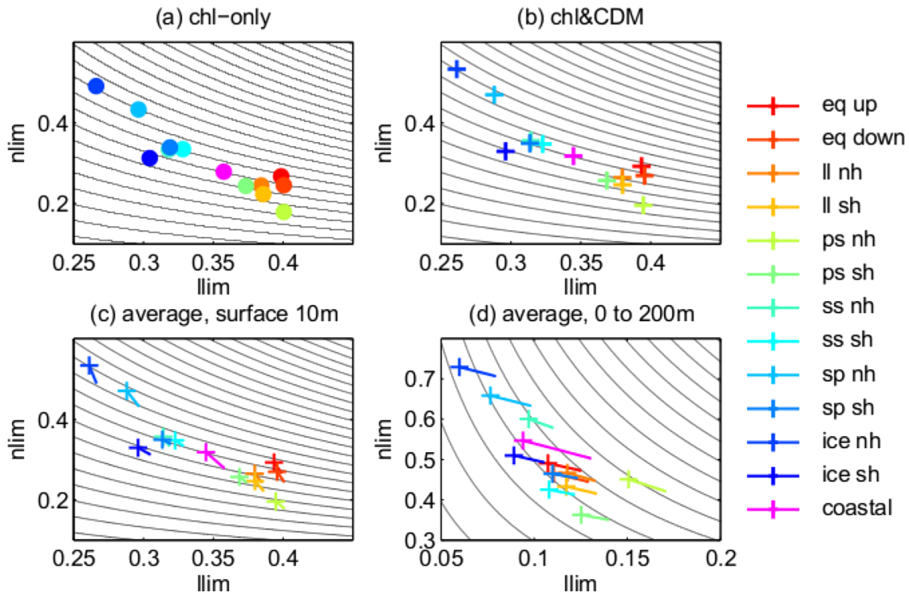 (a) chl−only
(b) chl&CDM
nlim
0.4
0.2
0.25 0.3 0.35 0.4
llim
nlim
0.4
0.2
0.25 0.3 0.35 0.4
llim
(c) average, surface 10m
(d) average, 0 to 200m
nlim
0.4
0.2
0.25 0.3 0.35 0.4
llim
nlim
0.7
0.6
0.5
0.4
0.3
0.05 0.1 0.15 0.2
llim
eq up
eq down
ll nh
ll sh
ps nh
ps sh
ss nh
ss sh
sp nh
sp sh
ice nh
ice sh
coastal